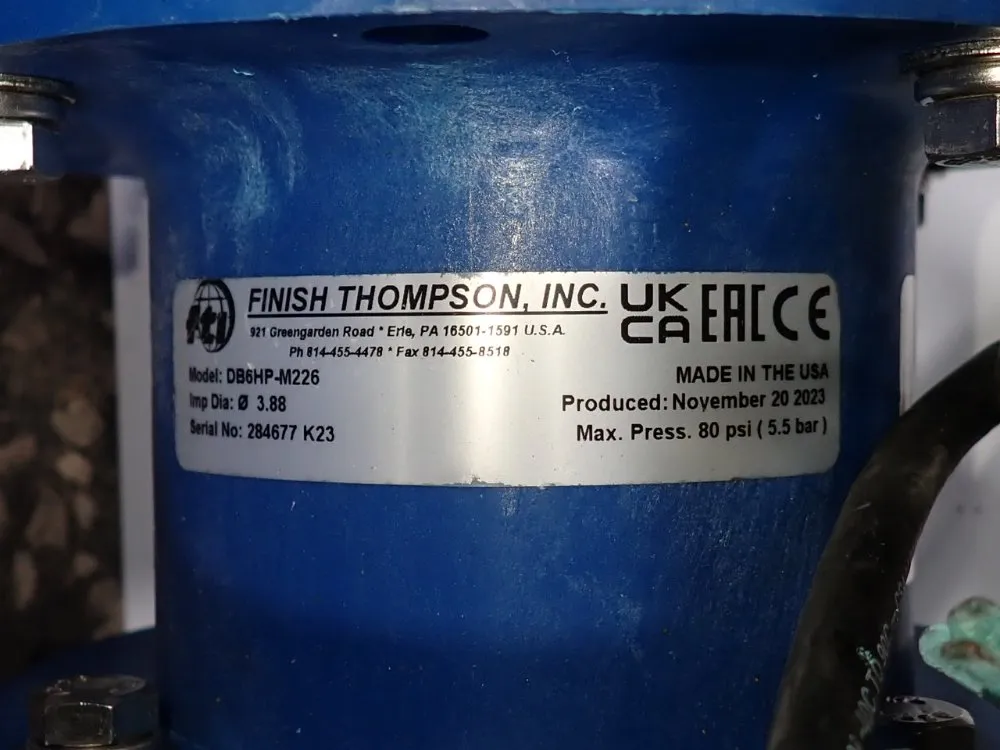 fti FINISH THOMPSON, INC. UK CA EAC CE
921 Greengarden Road * Erie, PA 16501-1591 U.S.A.
Ph 814-455-4478 * Fax 814-455-8518
Model: DB6HP-M226
MADE IN THE USA
Imp Dia: Ø 3.88
Produced: November 20 2023
Serial No: 284677 K23
Max. Press. 80 psi ( 5.5 bar )